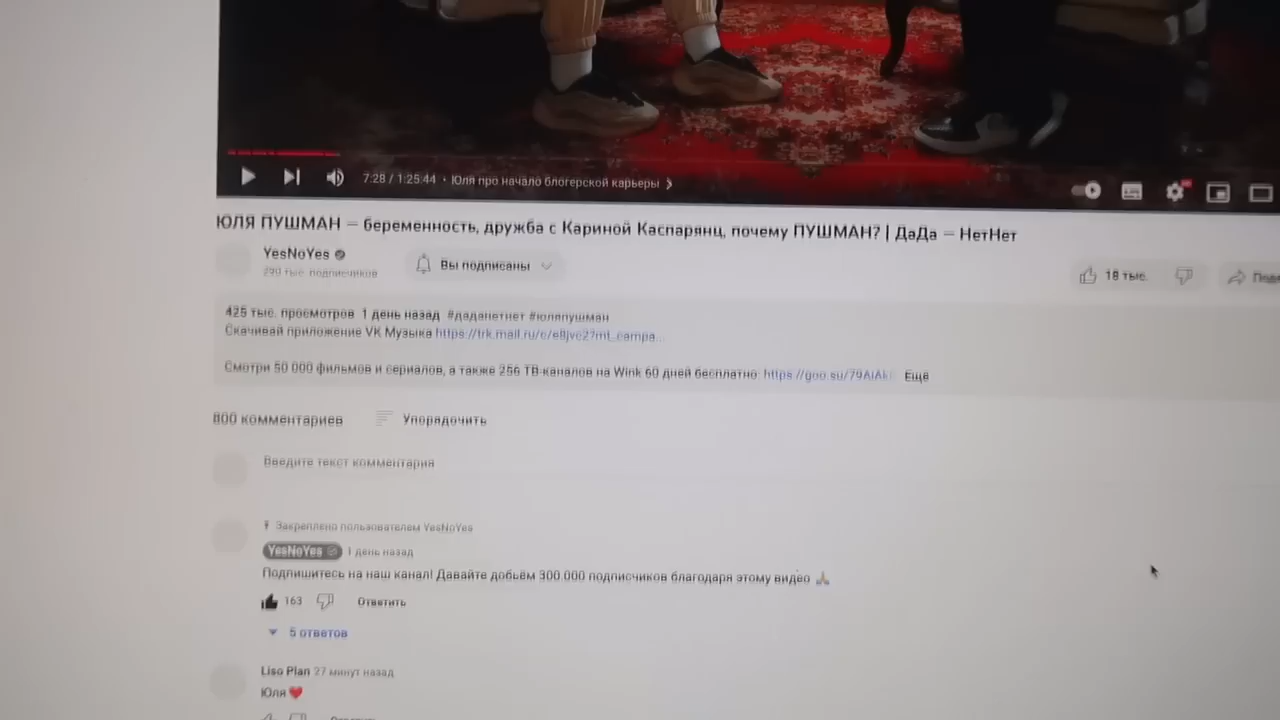 7:28 / 1:25:44 • Юля про начало блогерской карьеры
ЮЛЯ ПУШМАН — беременность, дружба с Кариной Каспарянц, почему ПУШМАН? | ДаДа — НетНет
YesNoYes
290 тыс. подписчиков
Вы подписаны
18 тыс.
425 тыс. просмотров 1 день назад #даданетнет #юляпушман
Скачивай приложение VK Музыка
Смотри 50 000 фильмов и сериалов, а также 256 ТВ-каналов на Wink 60 дней бесплатно: Ещё
800 комментариев Упорядочить
Введите текст комментария
Закреплено пользователем YesNoYes
YesNoYes 1 день назад
Подпишитесь на наш канал! Давайте добьём 300.000 подписчиков благодаря этому видео 🙏
163 Ответить
5 ответов
Liso Plan 27 минут назад
Юля❤️